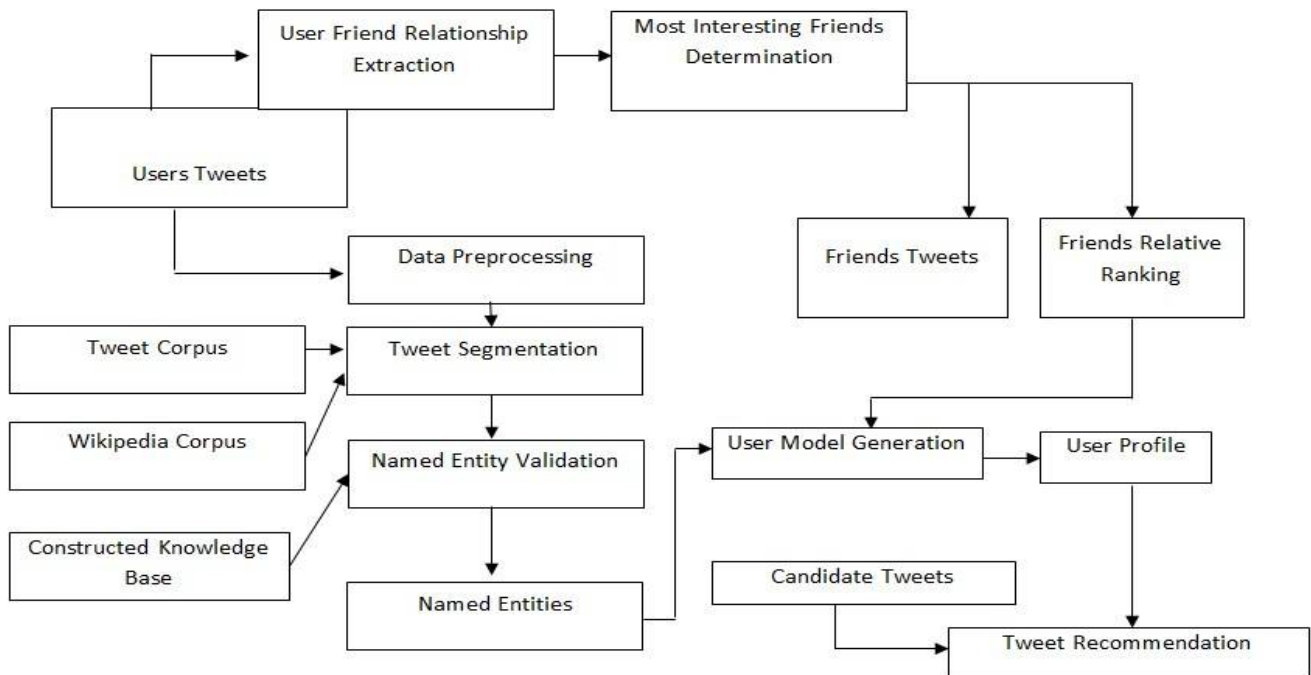 User Friend Relationship
Extraction
Most Interesting Friends
Determination
Users Tweets
Data Preprocessing
Friends Tweets
Friends Relative
Ranking
Tweet Corpus
Tweet Segmentation
Wikipedia Corpus
Named Entity Validation
User Model Generation
User Profile
Constructed Knowledge
Base
Named Entities
Candidate Tweets
Tweet Recommendation